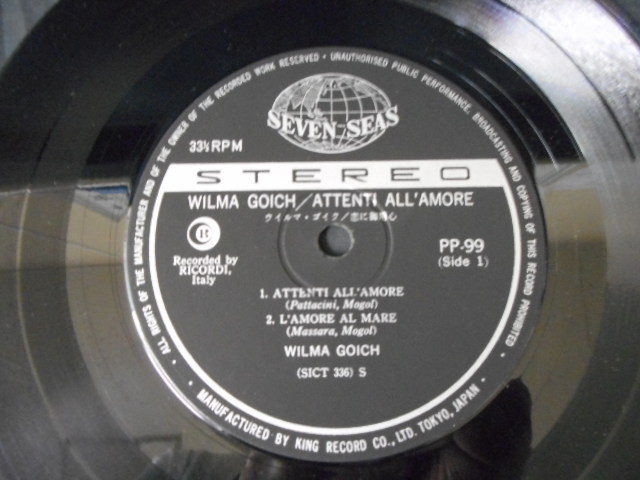 ALL RIGHTS OF THE MANUFACTURER AND OF THE OWNER OF THE RECORDED WORK RESERVED • UNAUTHORISED PUBLIC PERFORMANCE, BROADCASTING AND COPYING OF THIS RECORD PROHIBITED •
SEVEN SEAS
33⅓ RPM
STEREO
WILMA GOICH/ATTENTI ALL'AMORE
ウイルマ・ゴイク/恋に御用心
R
Recorded by
RICORDI,
Italy
PP-99
(Side 1)
1. ATTENTI ALL'AMORE
(Pattacini, Mogol)
2. L'AMORE AL MARE
(Massara, Mogol)
WILMA GOICH
(SICT 336) S
• MANUFACTURED BY KING RECORD CO., LTD. TOKYO, JAPAN •